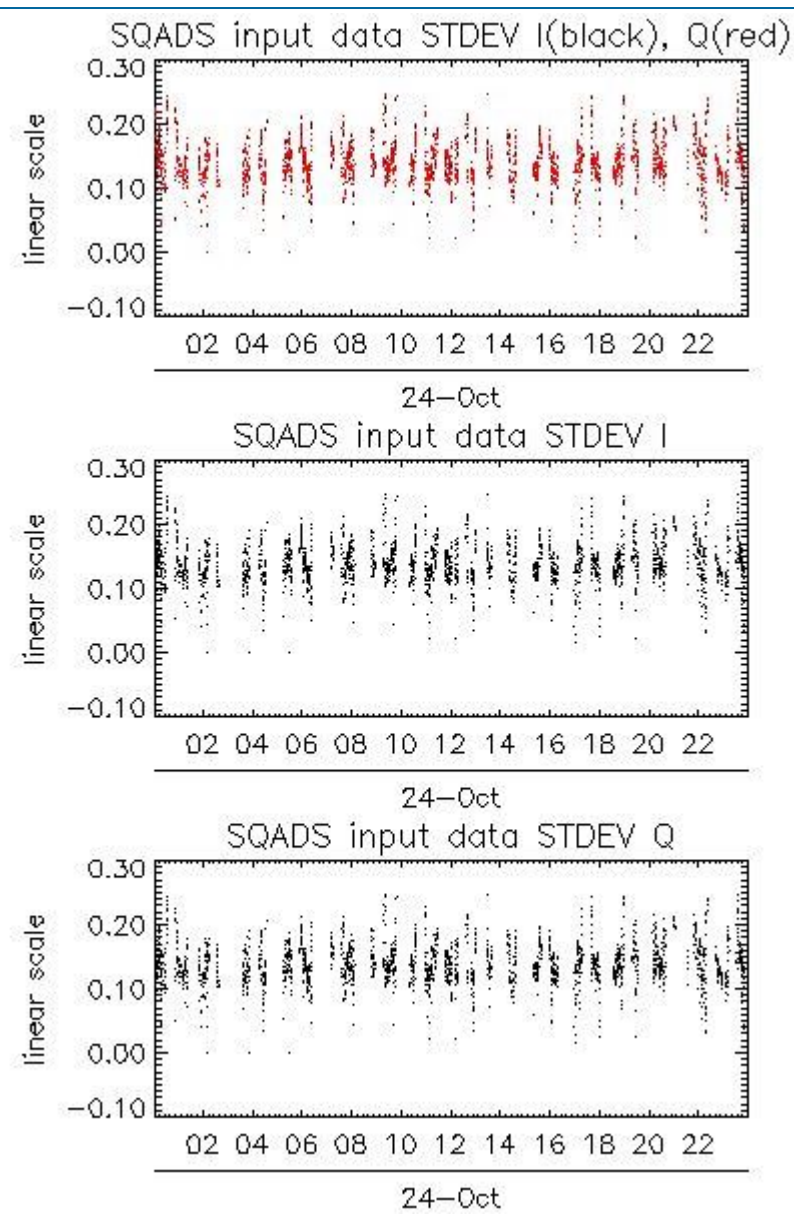 SQADS input data STDEV I(black), Q(red)
0.30
0.20
0.10
0.00
−0.10
linear scale
02 04 06 08 10 12 14 16 18 20 22
24−Oct
SQADS input data STDEV I
0.30
0.20
0.10
0.00
−0.10
linear scale
02 04 06 08 10 12 14 16 18 20 22
24−Oct
SQADS input data STDEV Q
0.30
0.20
0.10
0.00
−0.10
linear scale
02 04 06 08 10 12 14 16 18 20 22
24−Oct